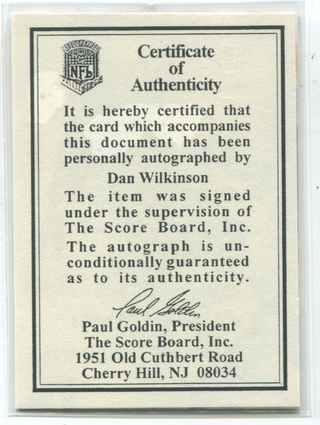 NFL
Certificate
of
Authenticity
It is hereby certified that
the card which accompanies
this document has been
personally autographed by
Dan Wilkinson
The item was signed
under the supervision of
The Score Board, Inc.
The autograph is un-
conditionally guaranteed
as to its authenticity.
Paul Goldin
Paul Goldin, President
The Score Board, Inc.
1951 Old Cuthbert Road
Cherry Hill, NJ 08034